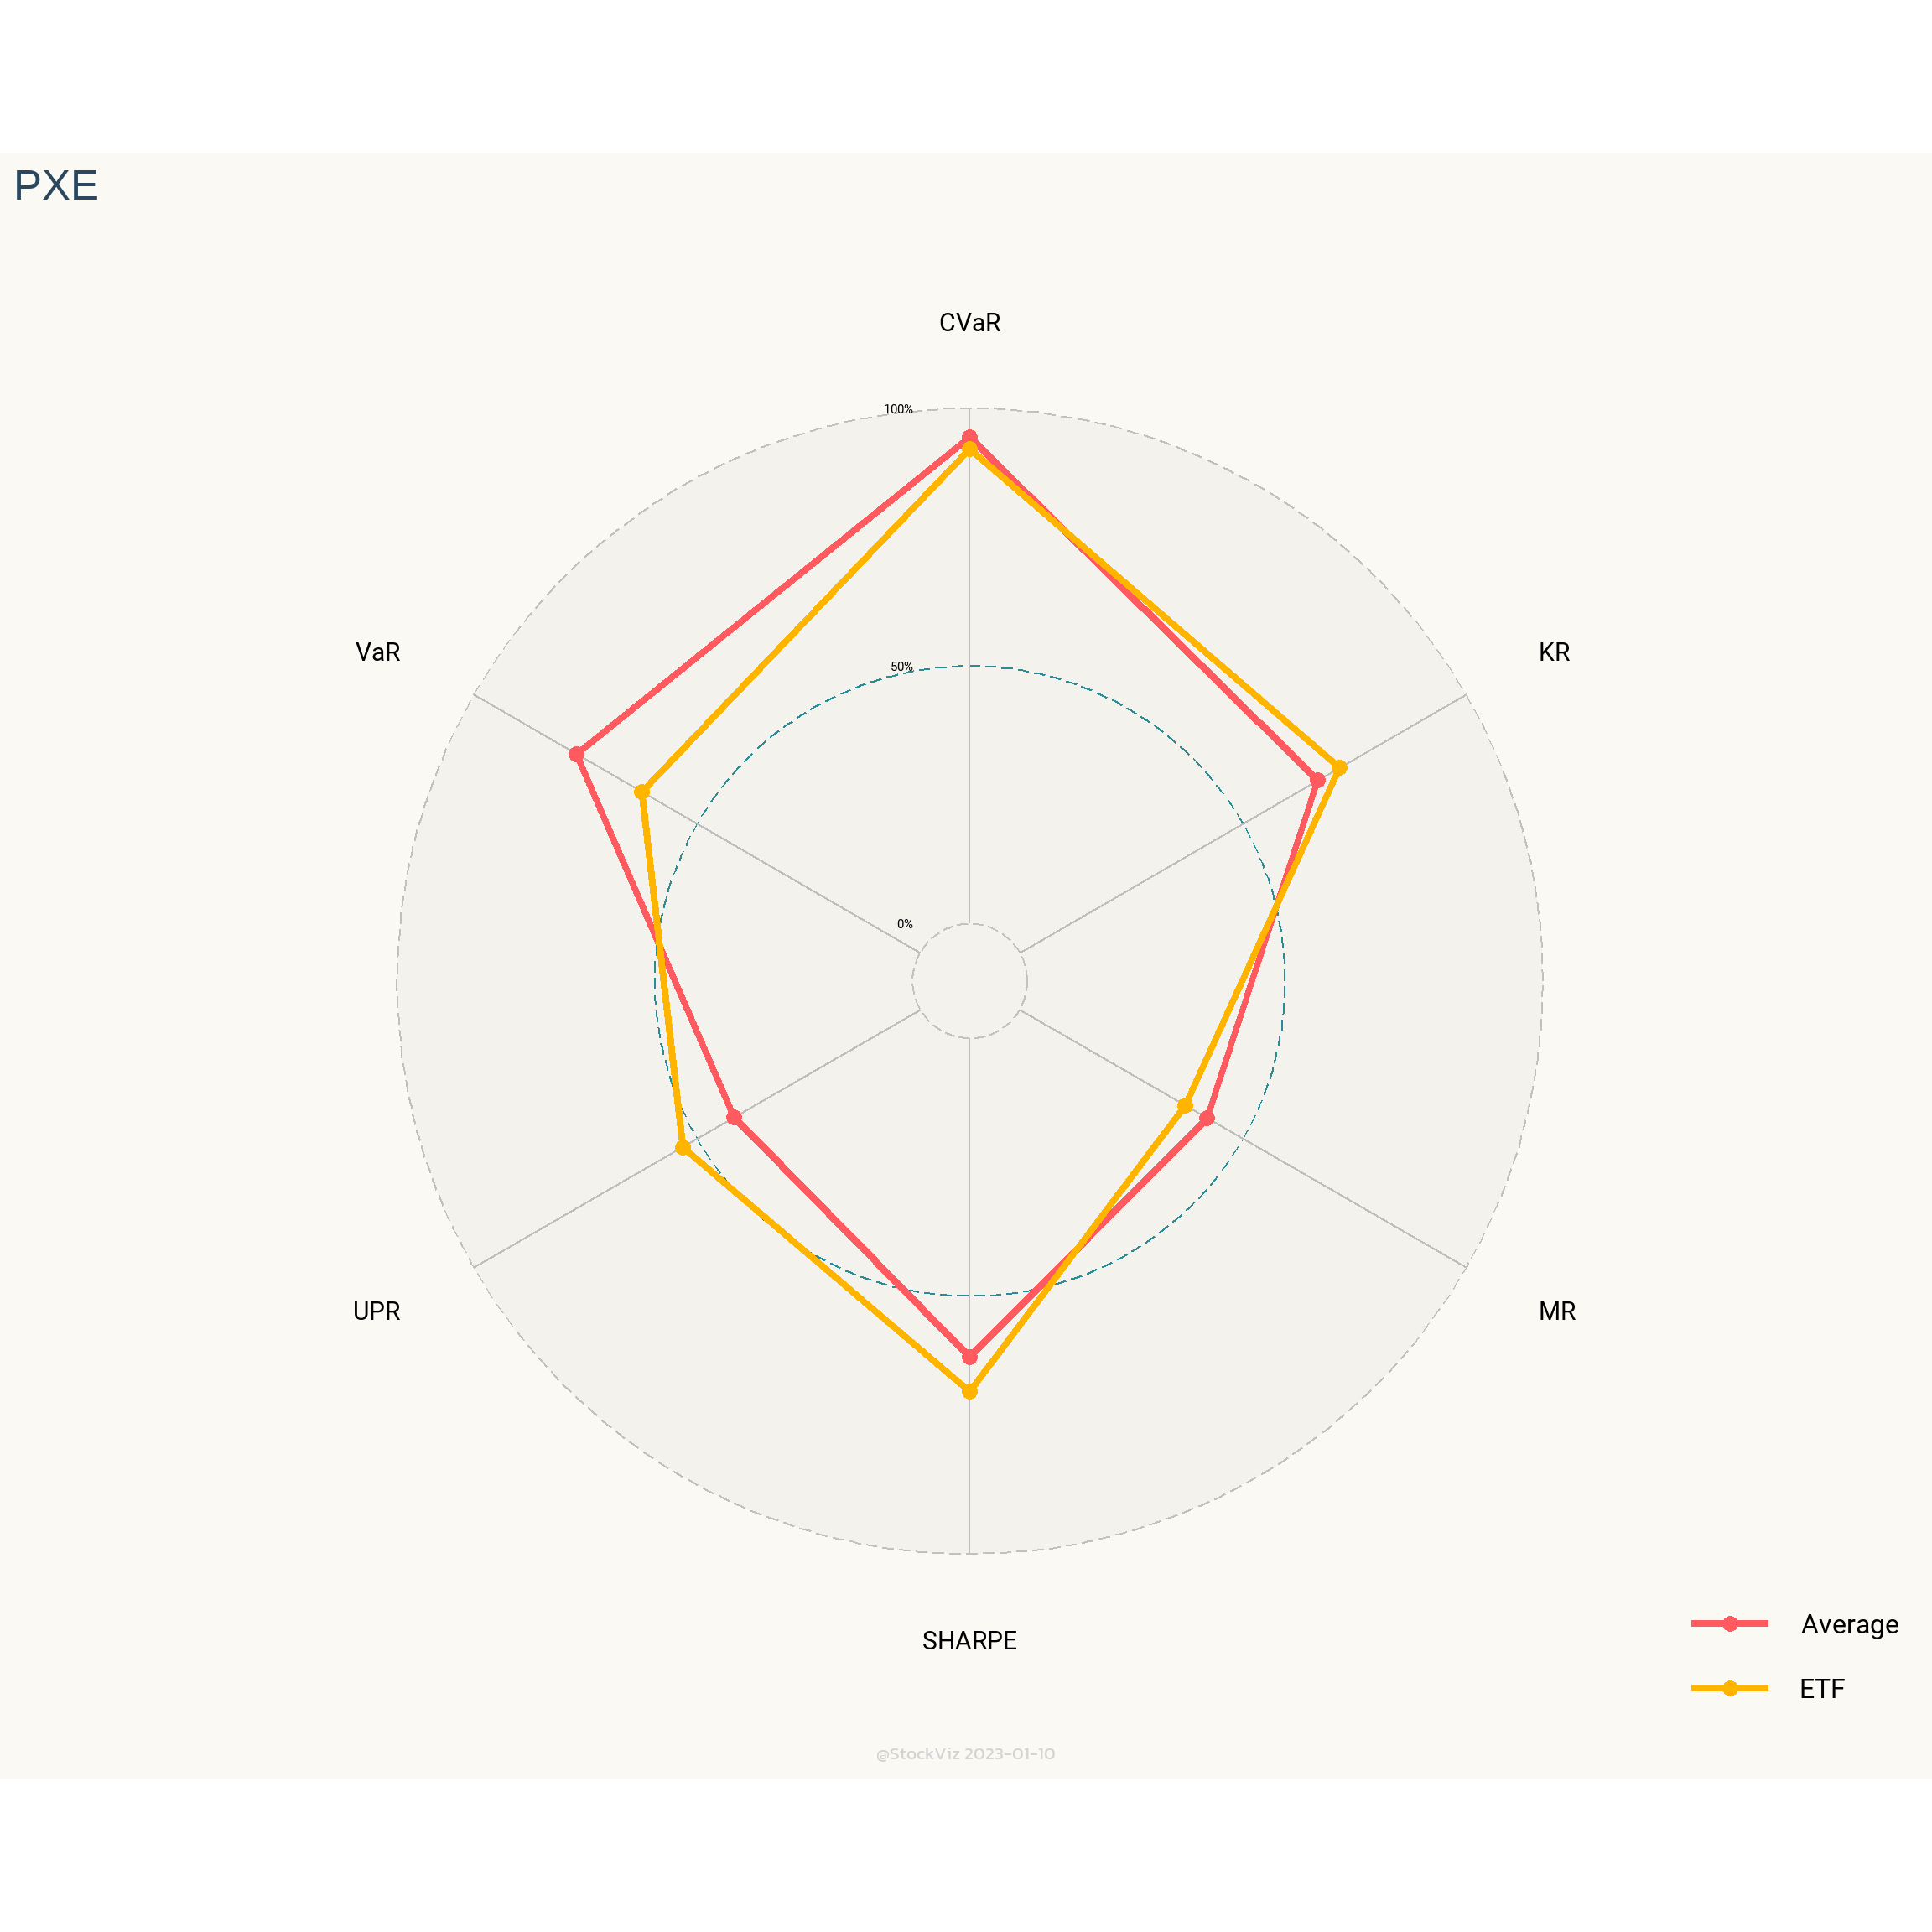 PXE
CVaR
100%
KR
VaR
50%
0%
UPR
MR
SHARPE
Average
ETF
@StockViz 2023-01-10